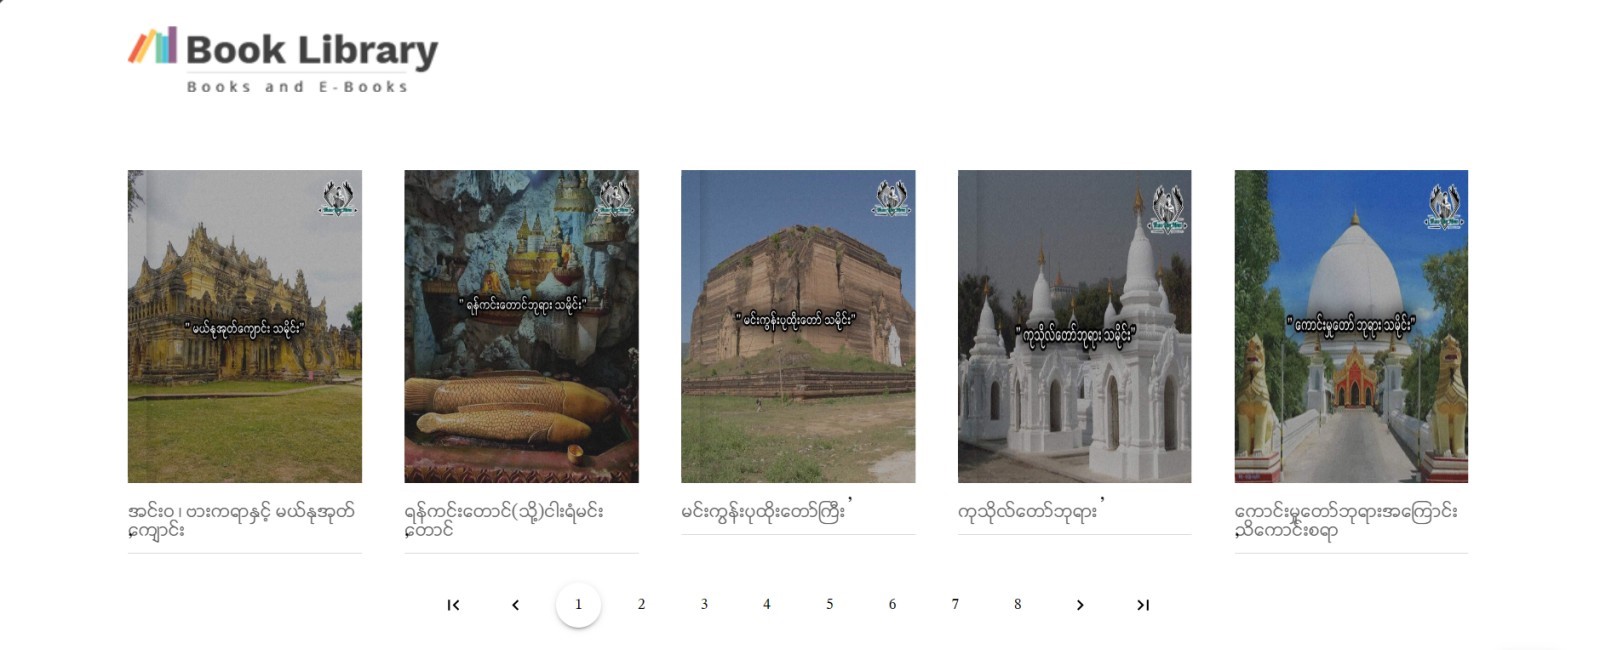 Book Library
Books and E-Books
" မယ်နုအုတ်ကျောင်း သမိုင်း"
" ရန်ကင်းတောင်ဘုရား သမိုင်း"
" မင်းကွန်းပုထိုးတော် သမိုင်း"
" ကုသိုလ်တော်ဘုရား သမိုင်း"
" ကောင်းမှုတော် ဘုရား သမိုင်း"
အင်းဝ ၊ ဗားကရာနှင့် မယ်နုအုတ်
ကျောင်း
ရန်ကင်းတောင်(သို့)ငါးရံမင်း
တောင်
မင်းကွန်းပုထိုးတော်ကြီး
ကုသိုလ်တော်ဘုရား
ကောင်းမှုတော်ဘုရားအကြောင်း
သိကောင်းစရာ
1 2 3 4 5 6 7 8